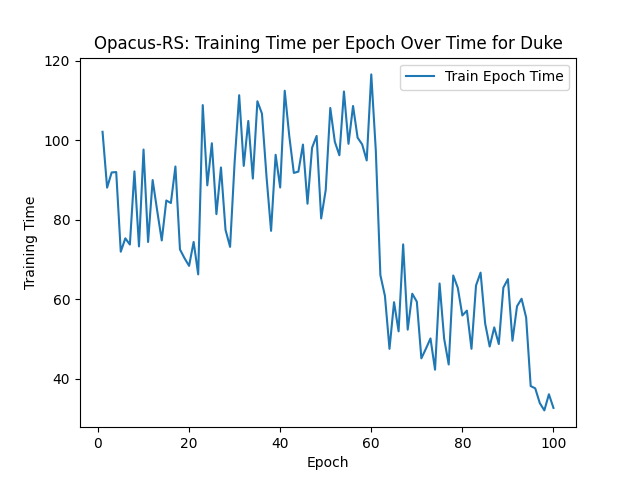 Opacus-RS: Training Time per Epoch Over Time for Duke
Train Epoch Time
120
100
80
60
40
Training Time
0 20 40 60 80 100
Epoch